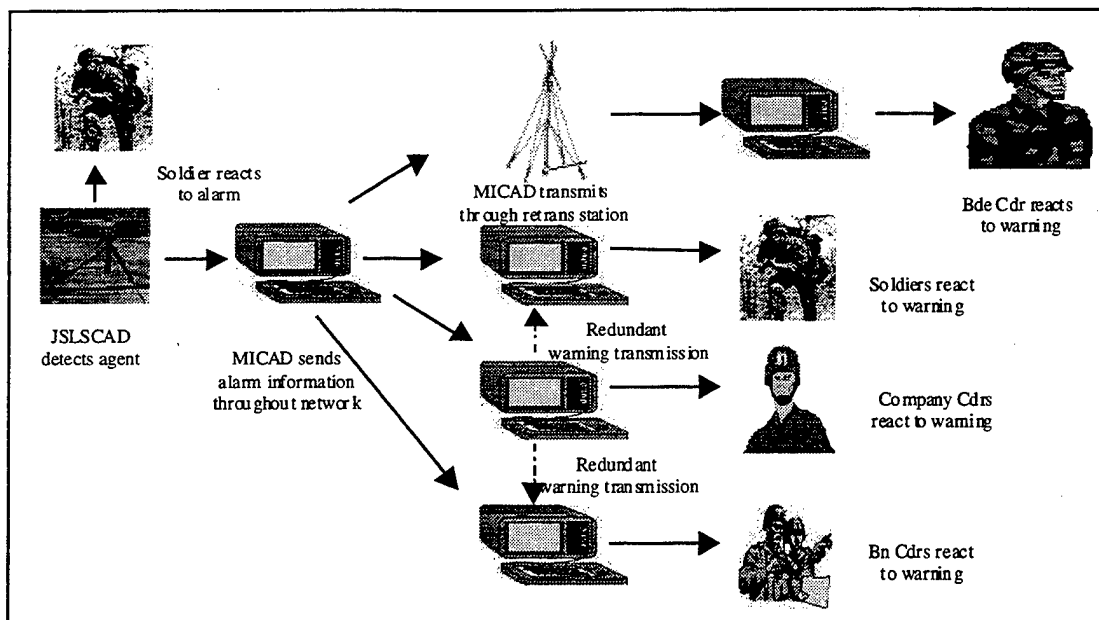 Soldier reacts
to alarm
JSLSCAD
detects agent
MICAD sends
alarm information
throughout network
MICAD transmits
through retrans station
Bde Cdr reacts
to warning
Soldiers react
to warning
Redundant
warning transmission
Company Cdrs
react to warning
Redundant
warning transmission
Bn Cdrs react
to warning